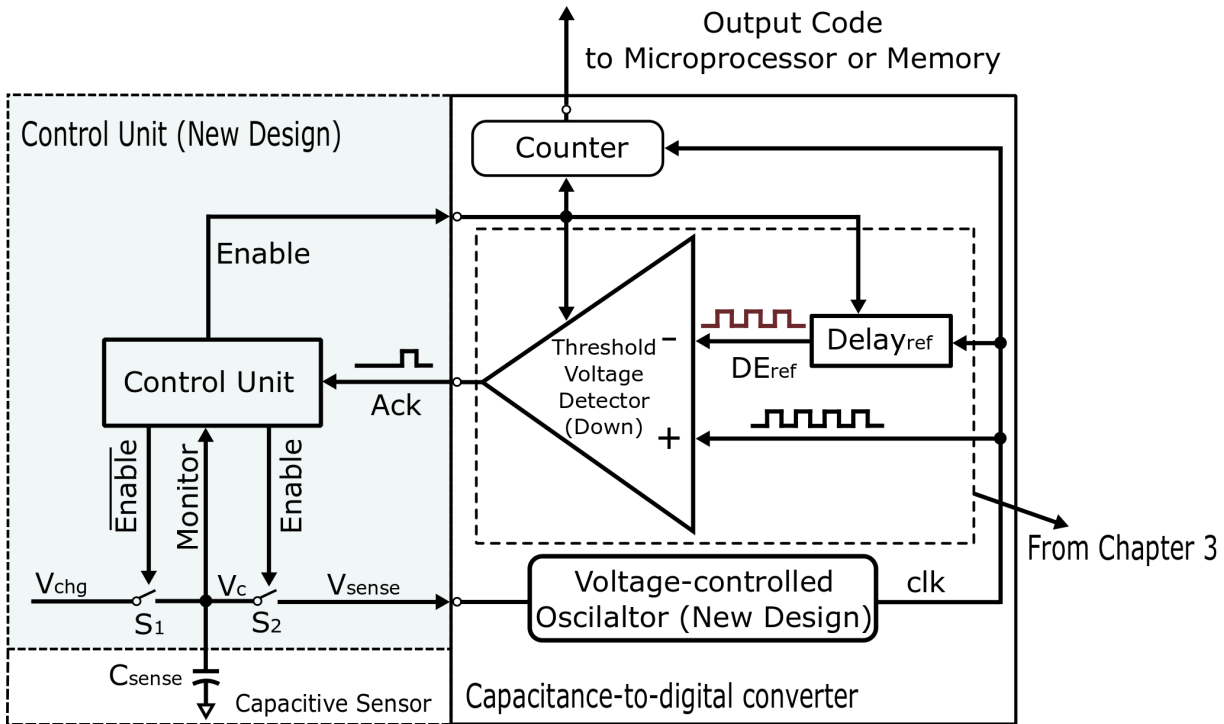 Output Code
to Microprocessor or Memory
Control Unit (New Design)
Counter
Enable
Threshold
Voltage
Detector
(Down)
-
+
Delayref
DEref
Control Unit
Ack
Enable
Monitor
Enable
From Chapter 3
Vchg
S1
Vc
S2
Vsense
Voltage-controlled
Oscilaltor (New Design)
clk
Csense
Capacitive Sensor
Capacitance-to-digital converter